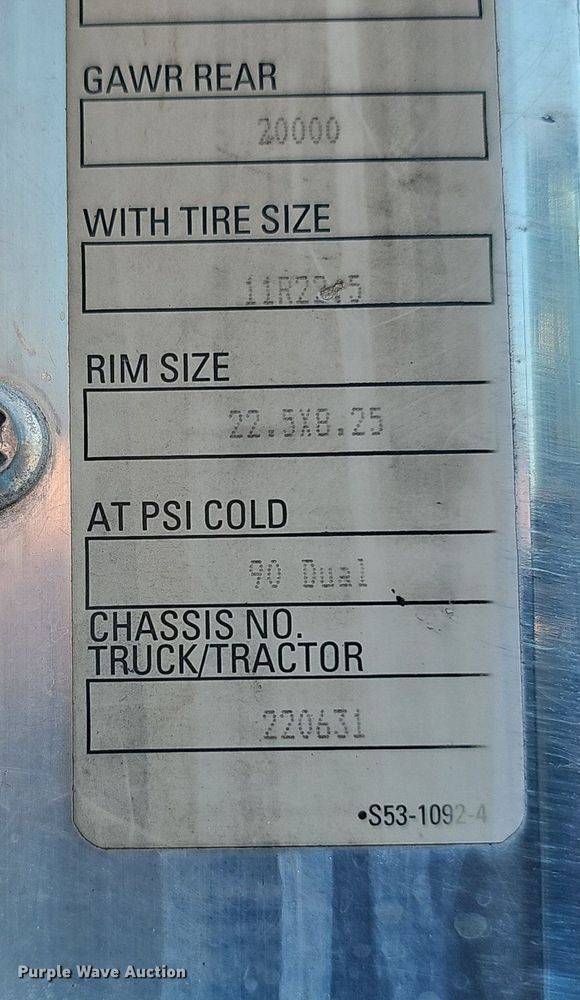 GAWR REAR
20000
WITH TIRE SIZE
11R22.5
RIM SIZE
22.5X8.25
AT PSI COLD
90 Dual
CHASSIS NO.
TRUCK/TRACTOR
220631
•S53-1092-4
Purple Wave Auction